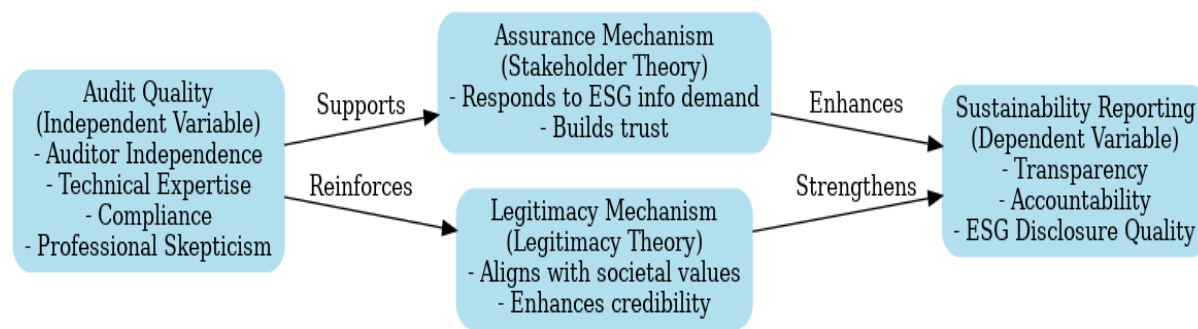 Audit Quality
(Independent Variable)
- Auditor Independence
- Technical Expertise
- Compliance
- Professional Skepticism
Supports
Reinforces
Assurance Mechanism
(Stakeholder Theory)
- Responds to ESG info demand
- Builds trust
Legitimacy Mechanism
(Legitimacy Theory)
- Aligns with societal values
- Enhances credibility
Enhances
Strengthens
Sustainability Reporting
(Dependent Variable)
- Transparency
- Accountability
- ESG Disclosure Quality